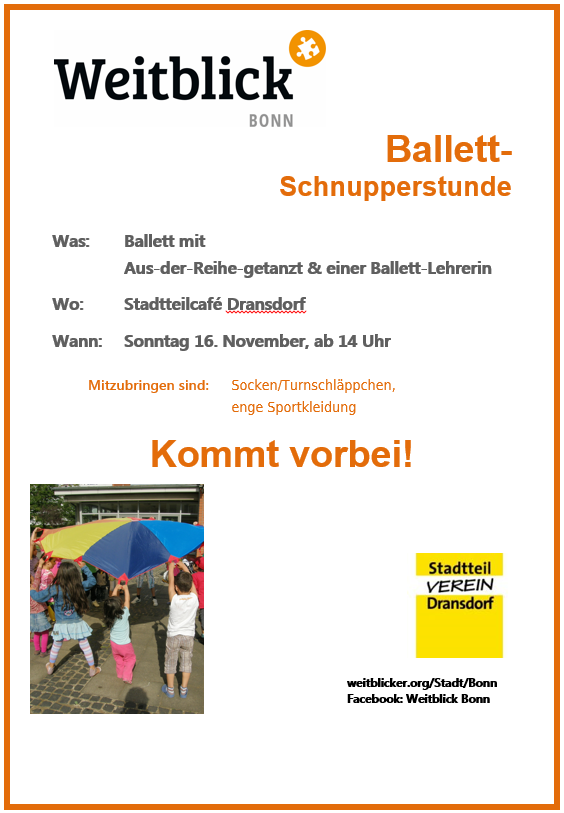 Weitblick
BONN
Ballett-
Schnupperstunde
Was: Ballett mit
Aus-der-Reihe-getanzt & einer Ballett-Lehrerin
Wo: Stadtteilcafé Dransdorf
Wann: Sonntag 16. November, ab 14 Uhr
Mitzubringen sind: Socken/Turnschläppchen,
enge Sportkleidung
Kommt vorbei!
Stadtteil
VEREIN
Dransdorf
weitblicker.org/Stadt/Bonn
Facebook: Weitblick Bonn